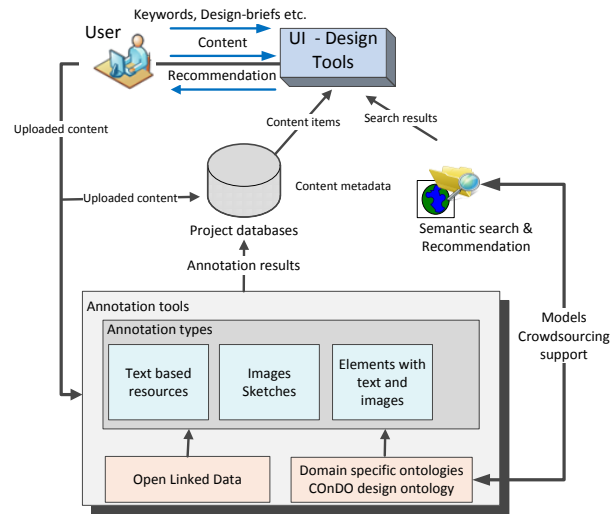 Keywords, Design-briefs etc.
User
Content
Recommendation
UI - Design
Tools
Uploaded content
Content items
Search results
Uploaded content
Content metadata
Project databases
Semantic search &
Recommendation
Annotation results
Annotation tools
Annotation types
Text based
resources
Images
Sketches
Elements with
text and
images
Models
Crowdsourcing
support
Open Linked Data
Domain specific ontologies
COnDO design ontology